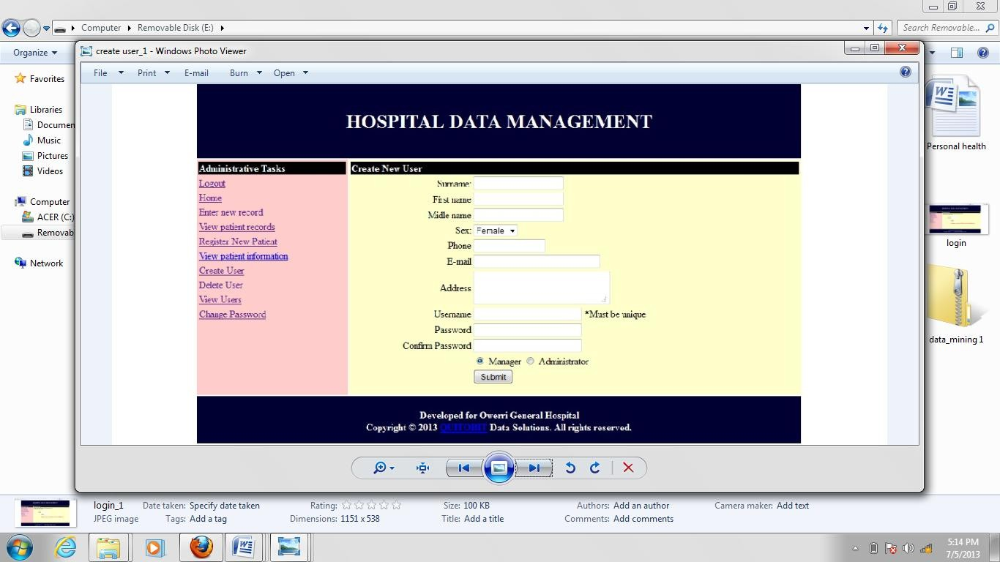 Computer
Removable Disk (E:)
Search Removable...
Organize
create user_1 - Windows Photo Viewer
File
Print
E-mail
Burn
Open
Favorites
Libraries
Documen
Music
Pictures
Videos
Computer
ACER (C:)
Removab
Network
HOSPITAL DATA MANAGEMENT
Administrative Tasks
Logout
Home
Enter new record
View patient records
Register New Patient
View patient information
Create User
Delete User
View Users
Change Password
Create New User
Surname:
First name
Midle name
Sex: Female
Phone
E-mail
Address
Username *Must be unique
Password
Confirm Password
Manager Administrator
Submit
Developed for Owerri General Hospital
Copyright © 2013 QUITOBIT Data Solutions. All rights reserved.
Personal health
login
data_mining 1
login_1 Date taken: Specify date taken Rating: Size: 100 KB Authors: Add an author Camera maker: Add text
JPEG image Tags: Add a tag Dimensions: 1151 x 538 Title: Add a title Comments: Add comments
5:14 PM
7/5/2013